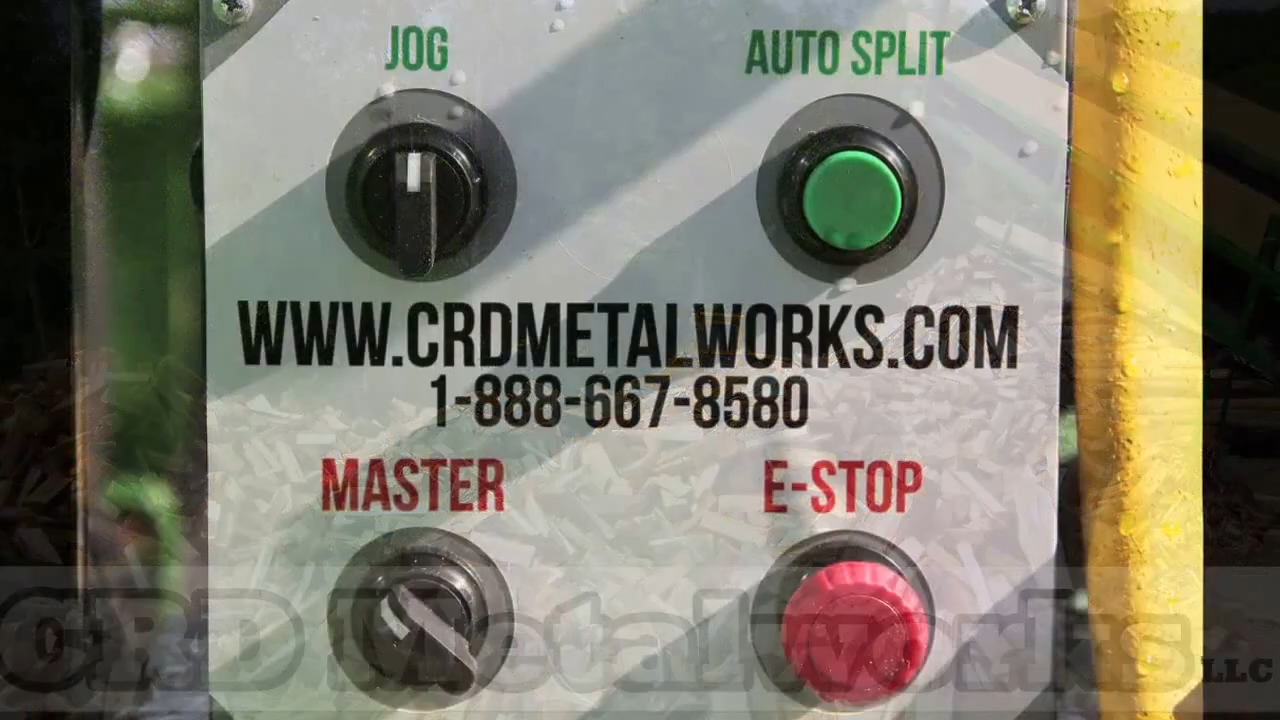 JOG AUTO SPLIT
WWW.CRDMETALWORKS.COM
1-888-667-8580
MASTER E-STOP
CRD Metalworks LLC